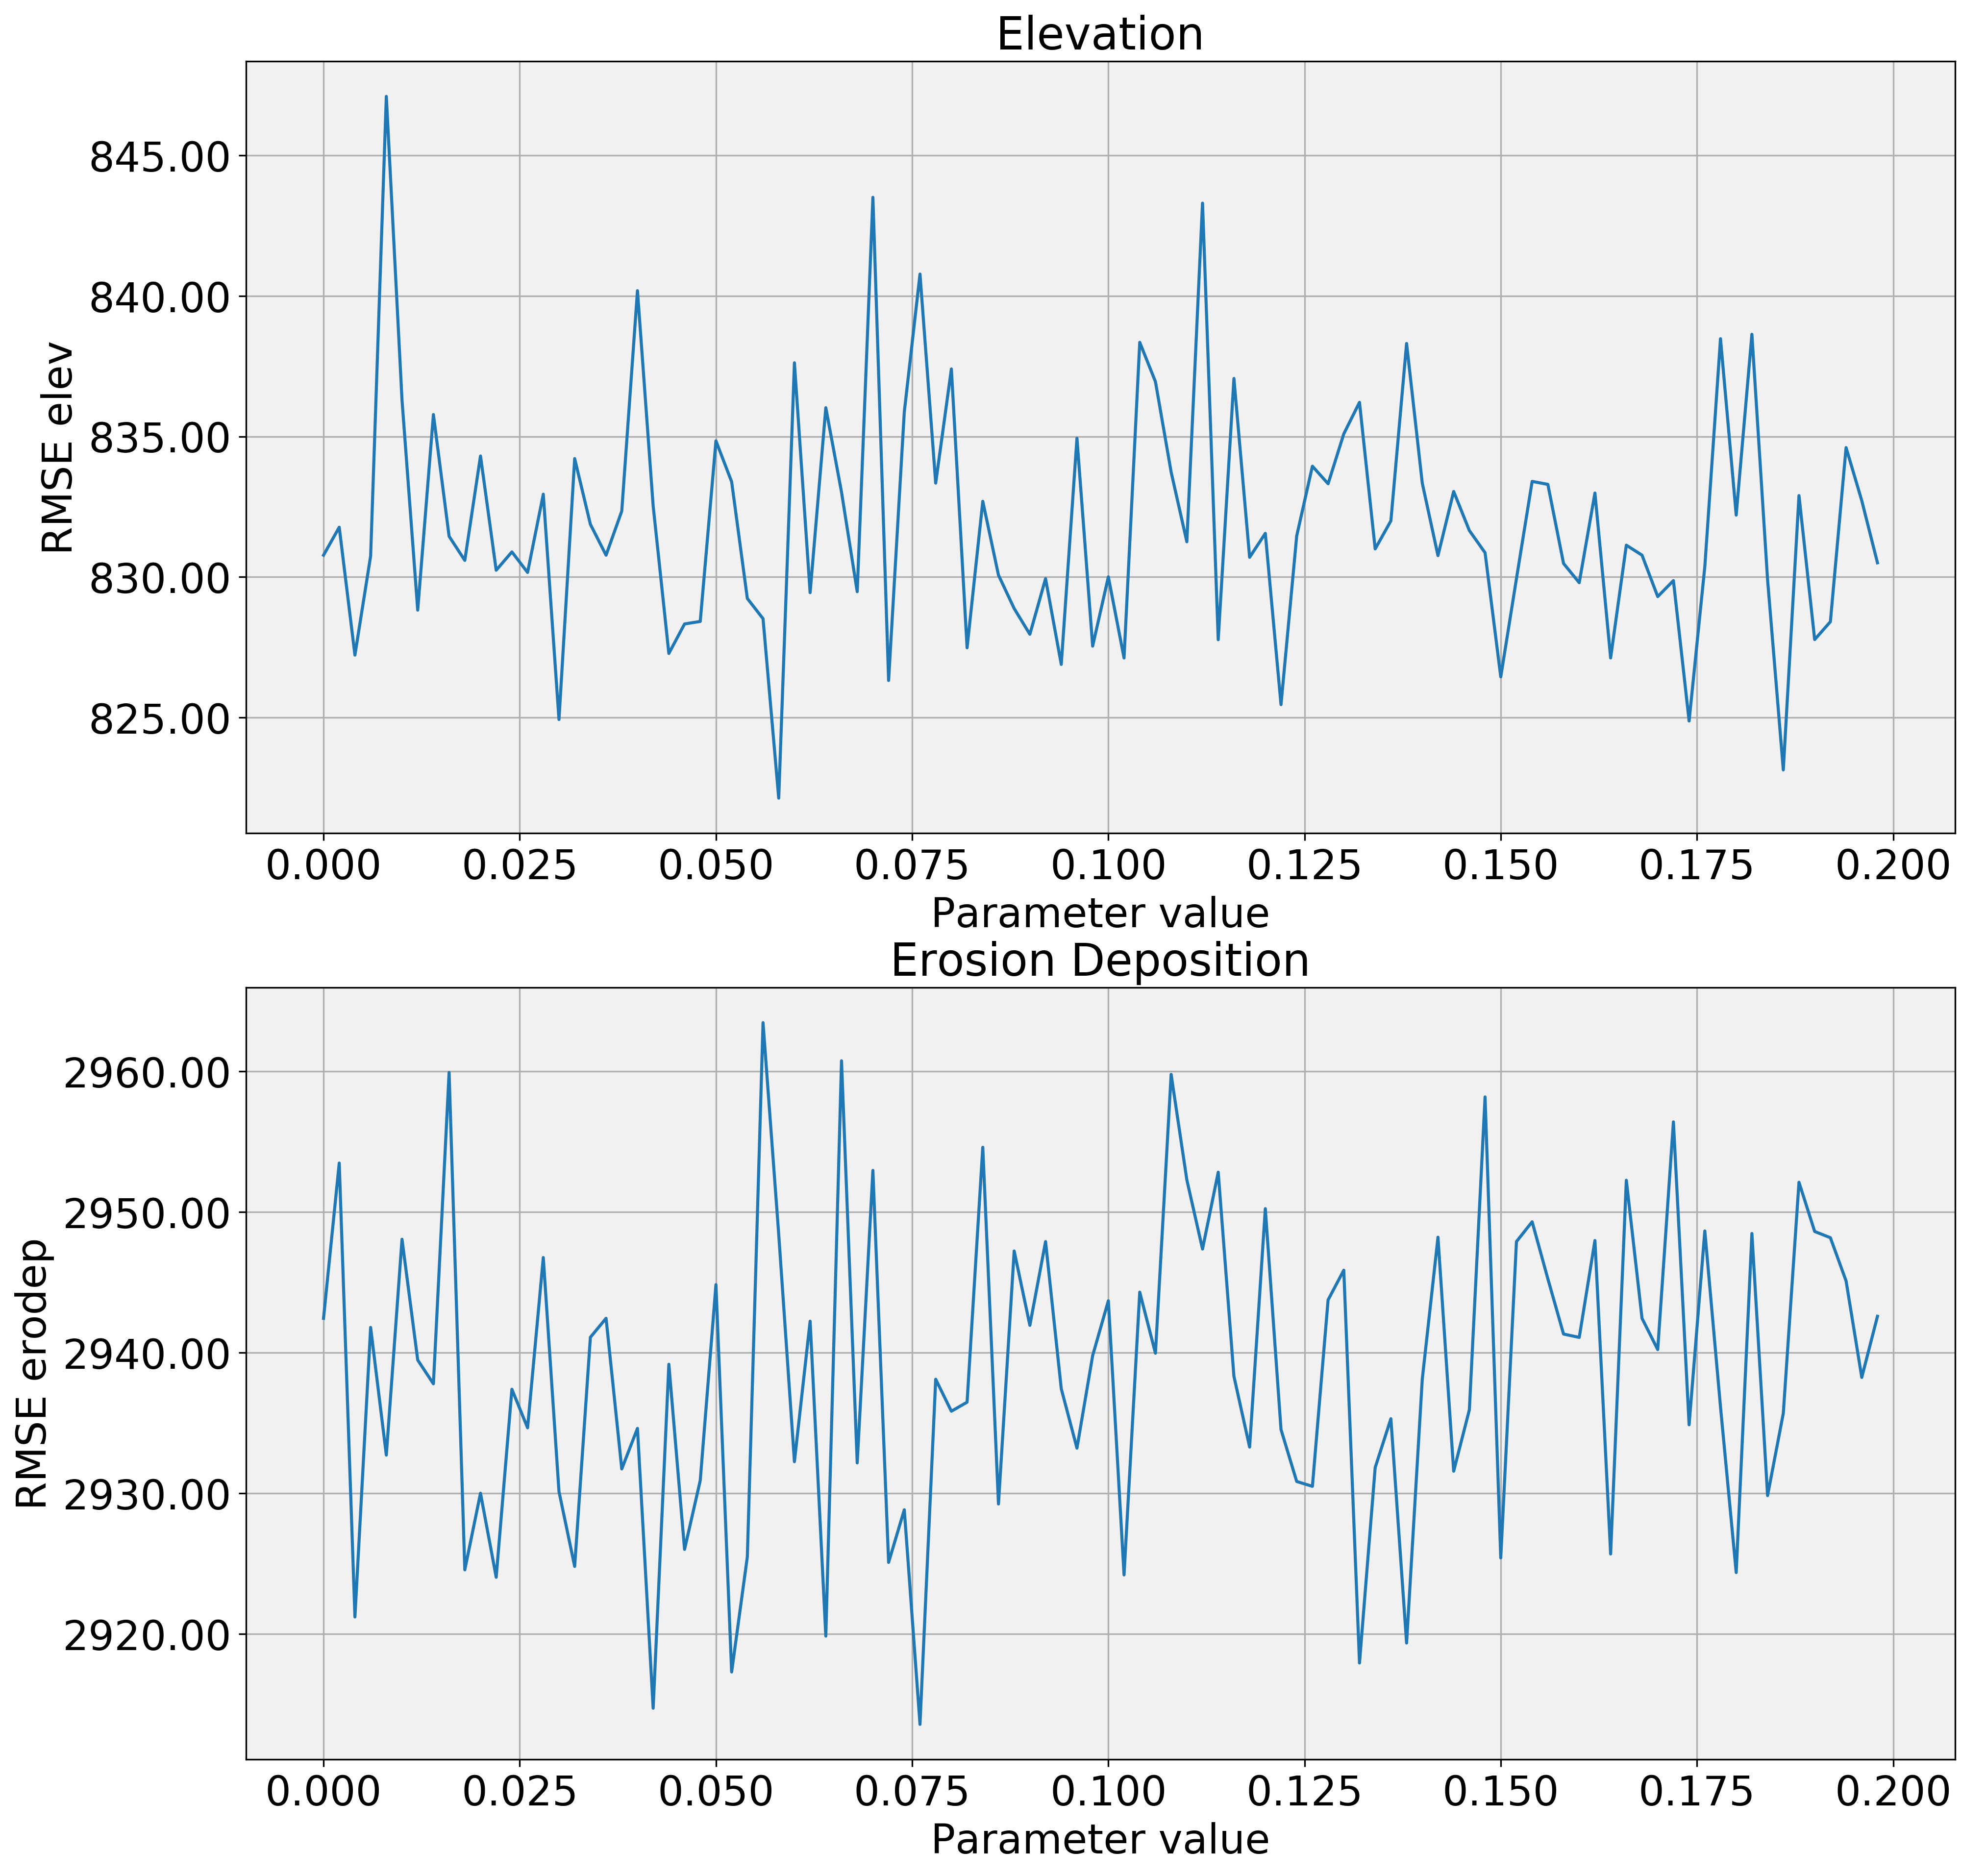 Elevation
RMSE elev
845.00
840.00
835.00
830.00
825.00
0.000 0.025 0.050 0.075 0.100 0.125 0.150 0.175 0.200
Parameter value
Erosion Deposition
RMSE erodep
2960.00
2950.00
2940.00
2930.00
2920.00
0.000 0.025 0.050 0.075 0.100 0.125 0.150 0.175 0.200
Parameter value